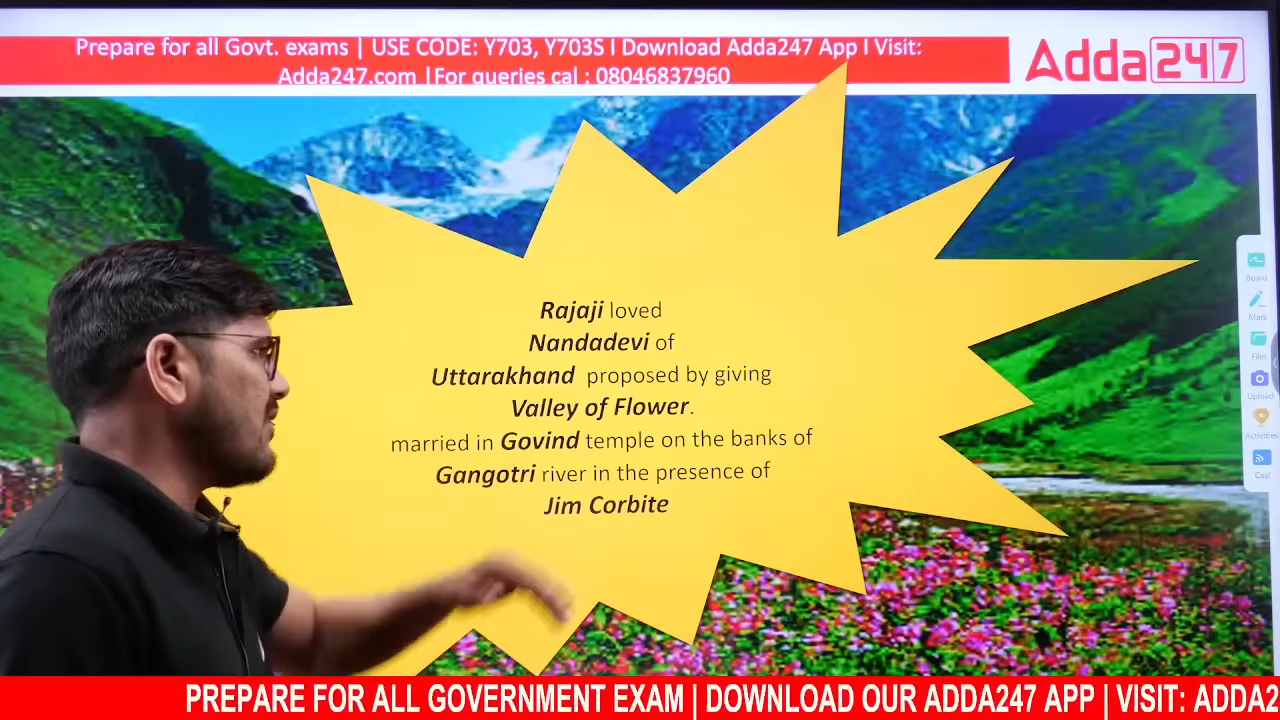 Prepare for all Govt. exams | USE CODE: Y703, Y703S I Download Adda247 App I Visit:
Adda247.com |For queries cal : 08046837960
Adda247
Rajaji loved
Nandadevi of
Uttarakhand proposed by giving
Valley of Flower.
married in Govind temple on the banks of
Gangotri river in the presence of
Jim Corbite
Board
Mark
Files
Upload
Activities
Cast
PREPARE FOR ALL GOVERNMENT EXAM | DOWNLOAD OUR ADDA247 APP | VISIT: ADDA2